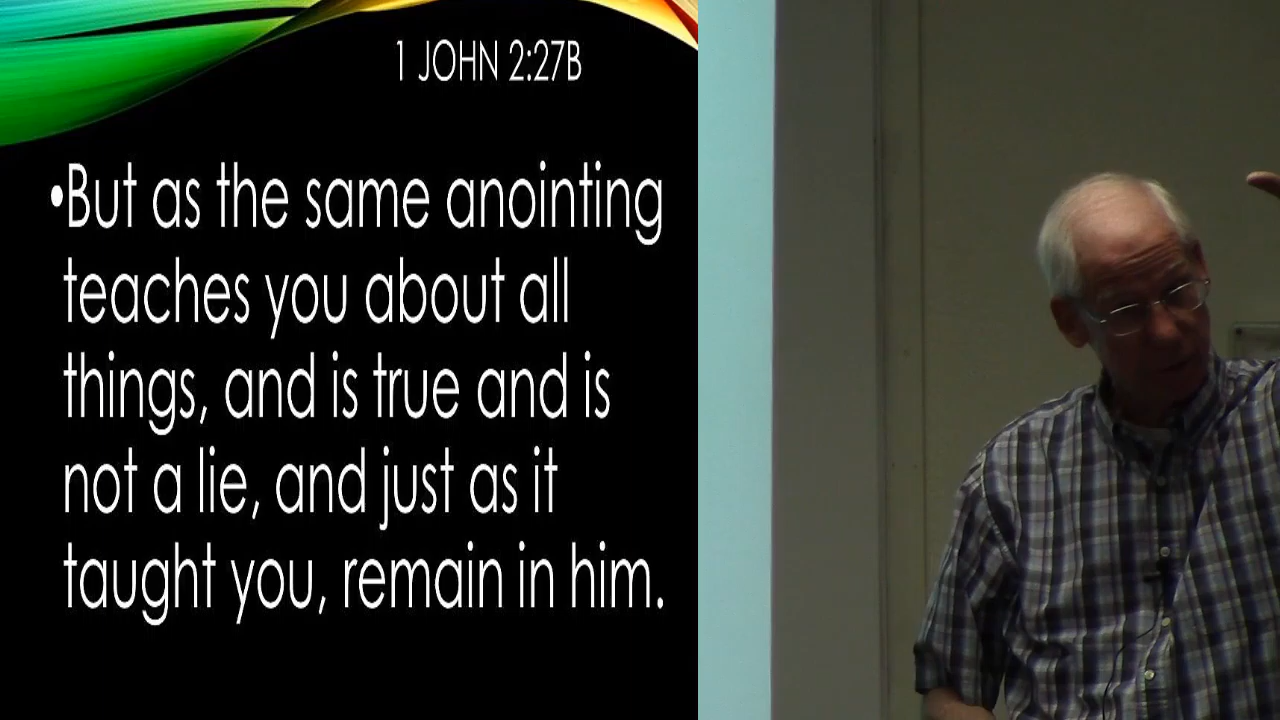 1 JOHN 2:27B
•But as the same anointing
teaches you about all
things, and is true and is
not a lie, and just as it
taught you, remain in him.